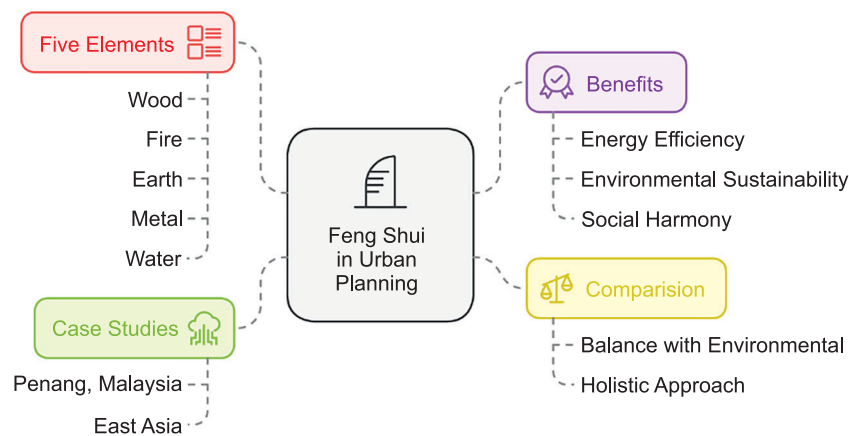 Five Elements
Wood
Fire
Earth
Metal
Water
Case Studies
Penang, Malaysia
East Asia
Feng Shui
in Urban
Planning
Benefits
Energy Efficiency
Environmental Sustainability
Social Harmony
Comparision
Balance with Environmental
Holistic Approach